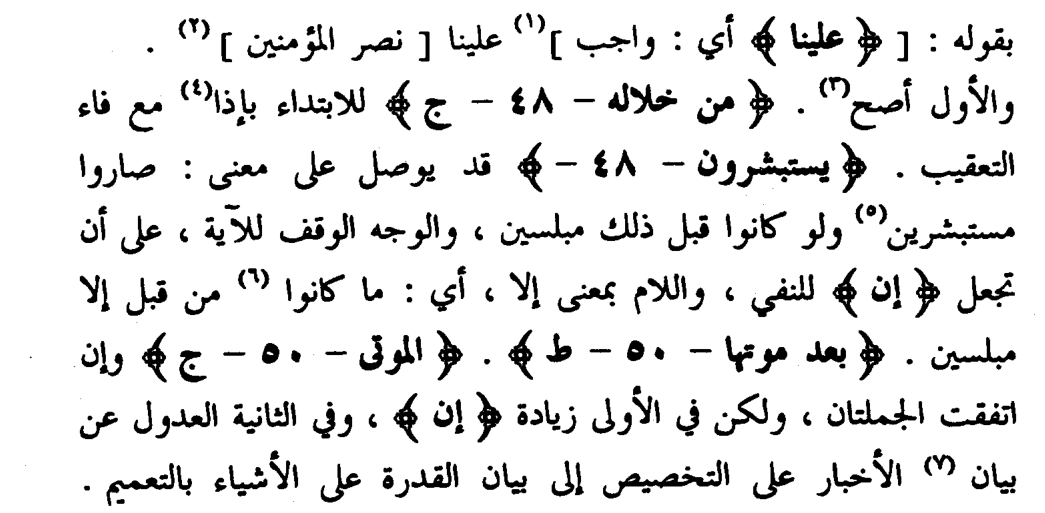 بقوله : [ ﴿ علينا ﴾ أي : واجب ]⁽¹⁾ علينا [ نصر المؤمنين ]⁽٢⁾ .
والأول أصح⁽٣⁾ . ﴿ من خلاله – ٤٨ – ج ﴾ للابتداء بإذا⁽٤⁾ مع فاء
التعقيب . ﴿ يستبشرون – ٤٨ – ﴾ قد يوصل على معنى : صاروا
مستبشرين⁽٥⁾ ولو كانوا قبل ذلك مبلسين ، والوجه الوقف للآية ، على أن
تجعل ﴿ إن ﴾ للنفي ، واللام بمعنى إلا ، أي : ما كانوا ⁽٦⁾ من قبل إلا
مبلسين . ﴿ بعد موتها – ٥٠ – ط ﴾ . ﴿ الموتى – ٥٠ – ج ﴾ وإن
اتفقت الجملتان ، ولكن في الأولى زيادة ﴿ إن ﴾ ، وفي الثانية العدول عن
بيان ⁽٧⁾ الأخبار على التخصيص إلى بيان القدرة على الأشياء بالتعميم .